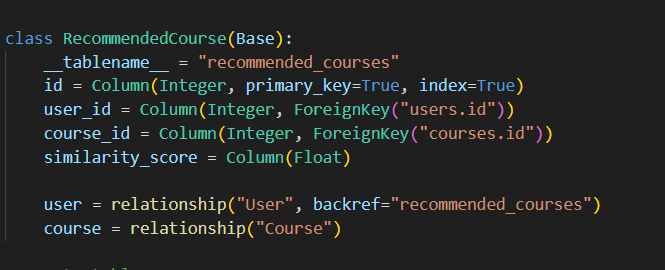 class RecommendedCourse(Base):
    __tablename__ = "recommended_courses"
    id = Column(Integer, primary_key=True, index=True)
    user_id = Column(Integer, ForeignKey("users.id"))
    course_id = Column(Integer, ForeignKey("courses.id"))
    similarity_score = Column(Float)

    user = relationship("User", backref="recommended_courses")
    course = relationship("Course")